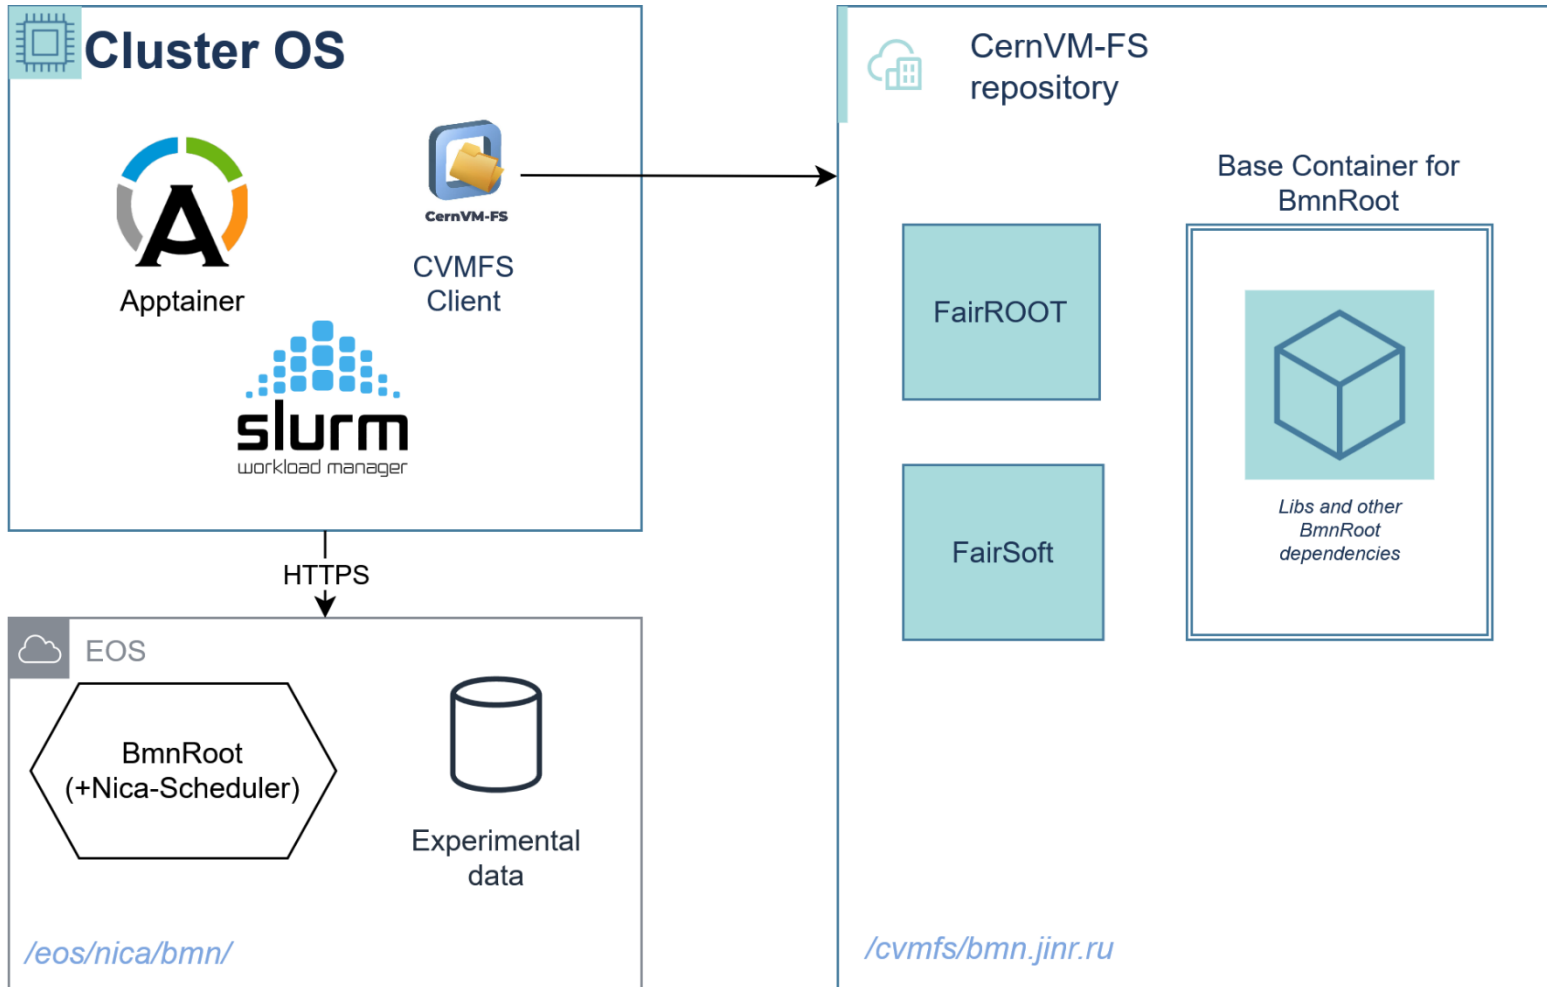 Cluster OS
Apptainer
CernVM-FS
CVMFS
Client
slurm
workload manager
HTTPS
EOS
BmnRoot
(+Nica-Scheduler)
Experimental
data
/eos/nica/bmn/
CernVM-FS
repository
Base Container for
BmnRoot
FairROOT
FairSoft
Libs and other
BmnRoot
dependencies
/cvmfs/bmn.jinr.ru